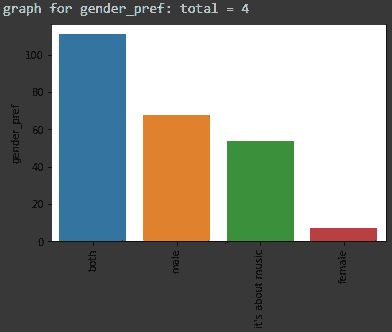 graph for gender_pref: total = 4
gender_pref
100
80
60
40
20
0
both
male
it's about music
female